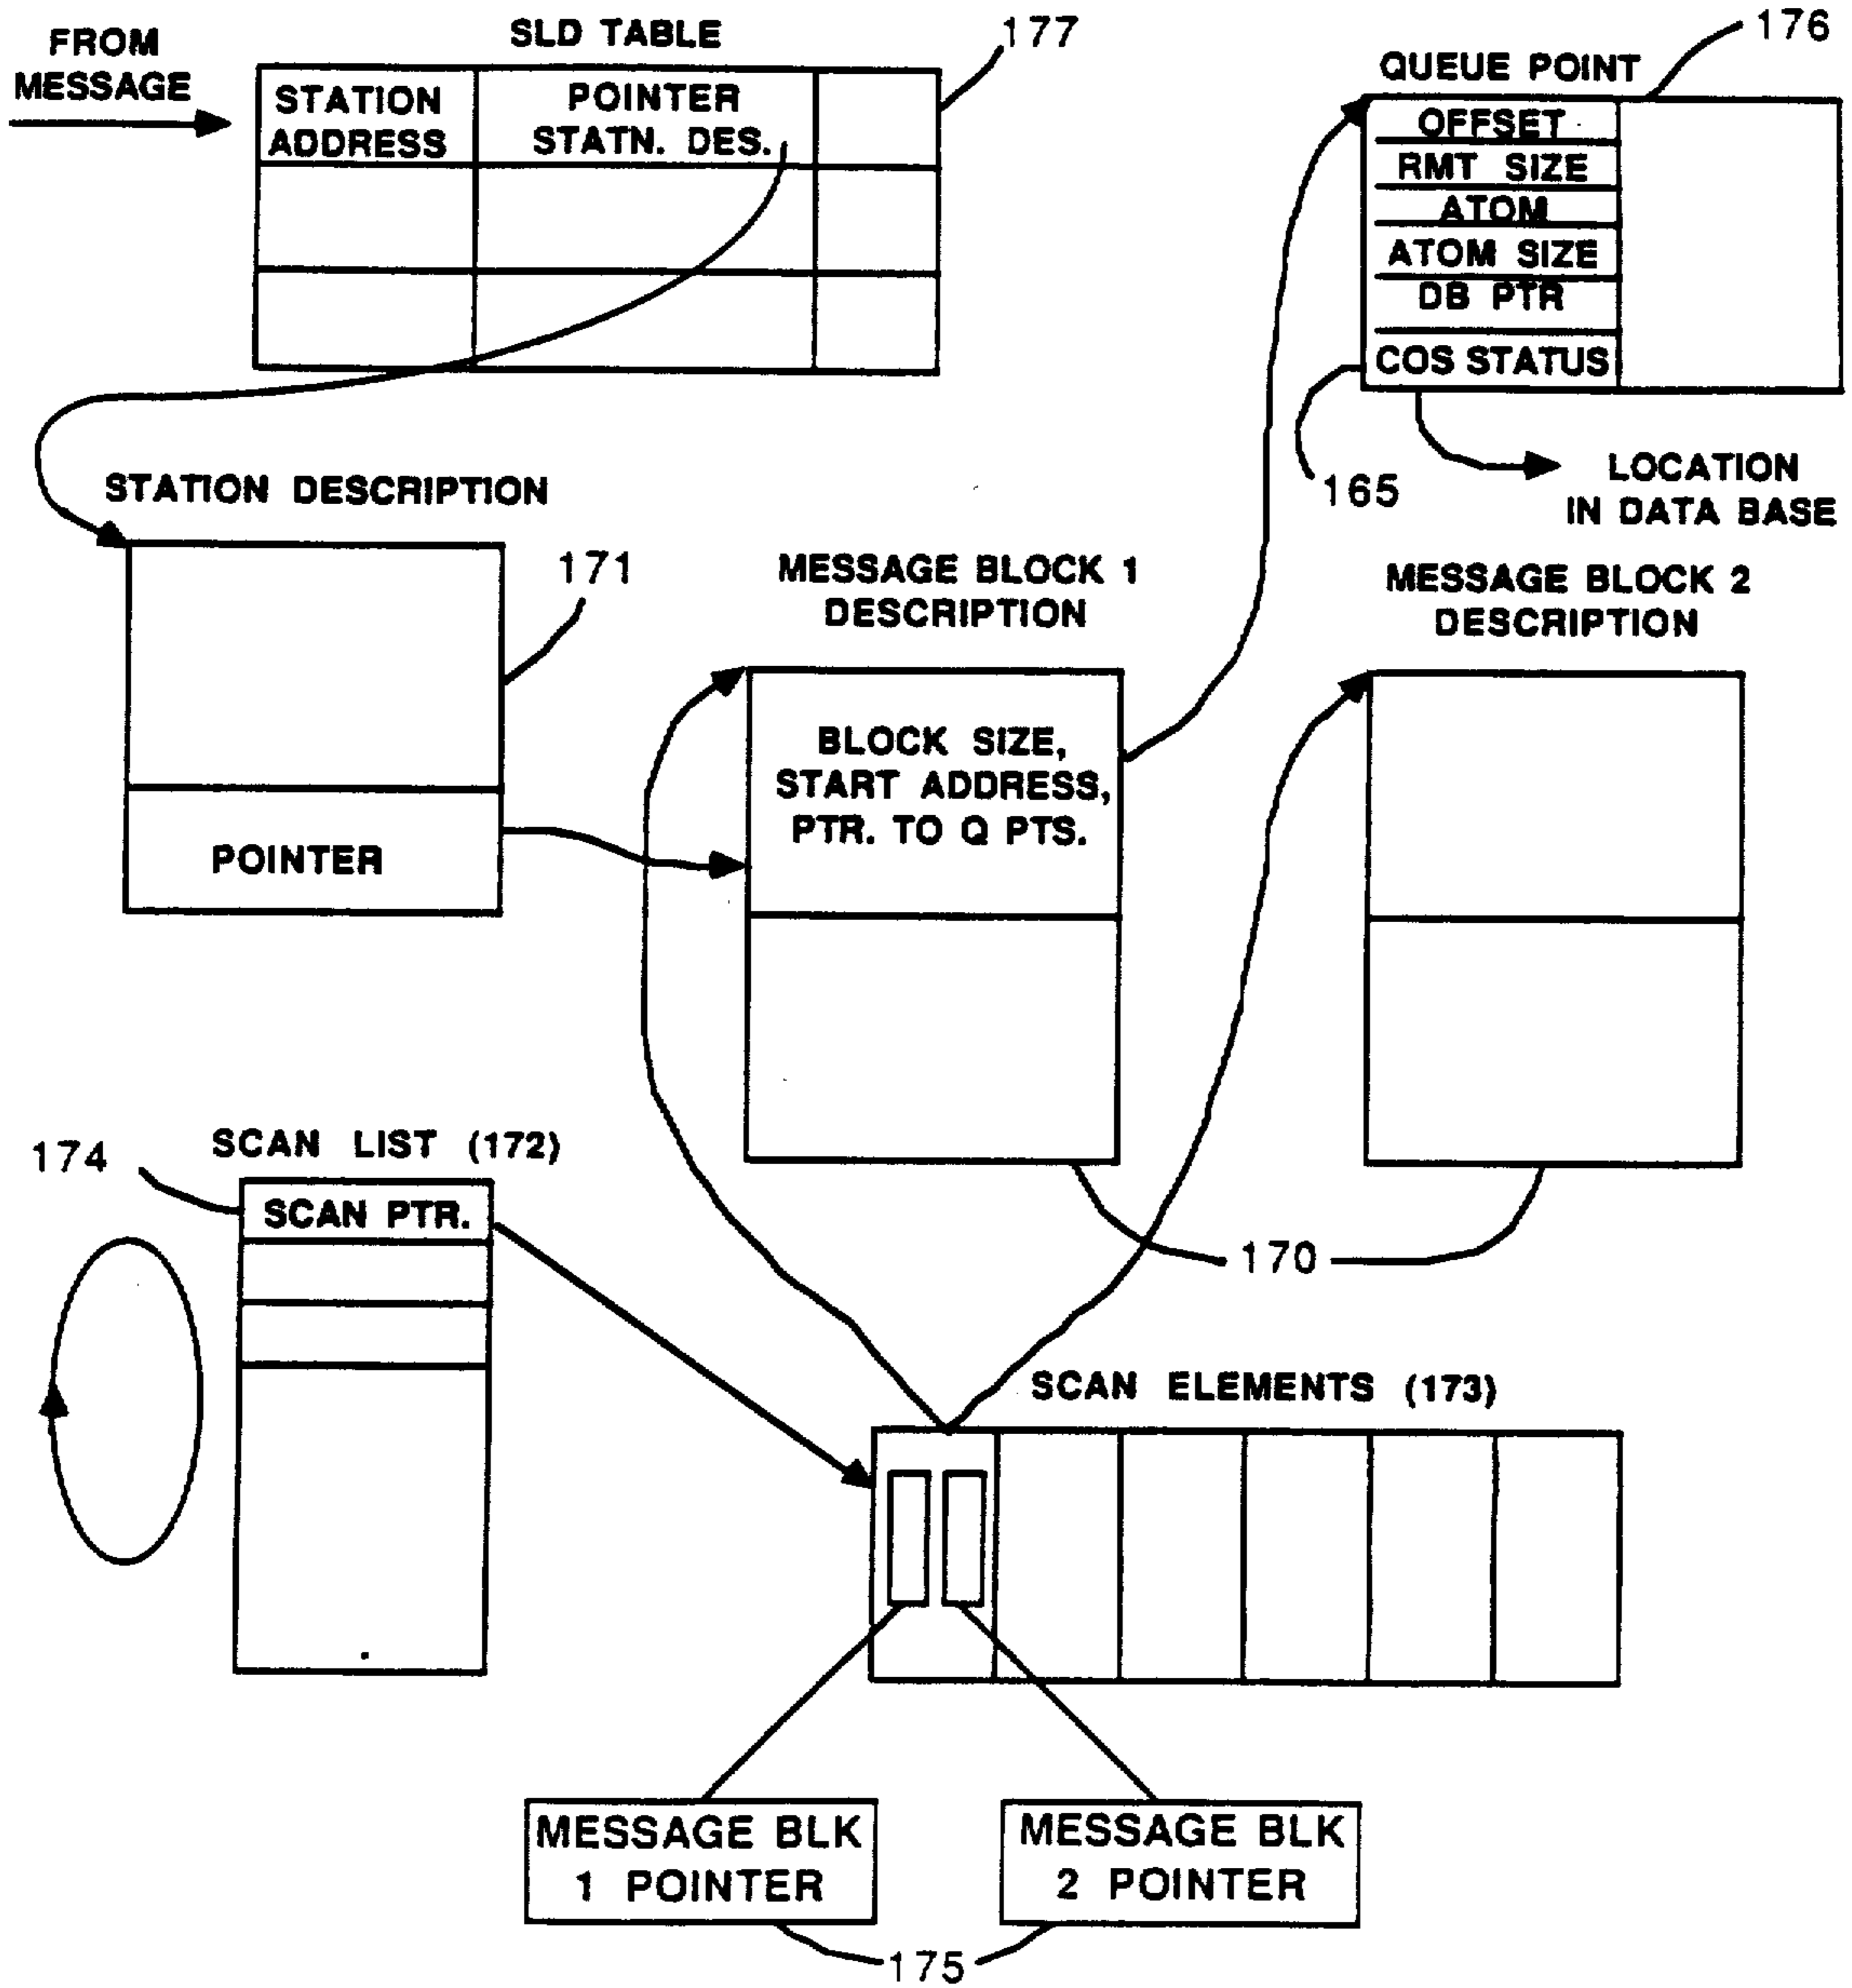 FROM
MESSAGE
SLD TABLE
177
STATION
ADDRESS
POINTER
STATN. DES.
QUEUE POINT
176
OFFSET
RMT SIZE
ATOM
ATOM SIZE
DB PTR
COS STATUS
165
LOCATION
IN DATA BASE
STATION DESCRIPTION
171
POINTER
MESSAGE BLOCK 1
DESCRIPTION
BLOCK SIZE,
START ADDRESS,
PTR. TO Q PTS.
MESSAGE BLOCK 2
DESCRIPTION
170
174
SCAN LIST (172)
SCAN PTR.
SCAN ELEMENTS (173)
MESSAGE BLK
1 POINTER
MESSAGE BLK
2 POINTER
175